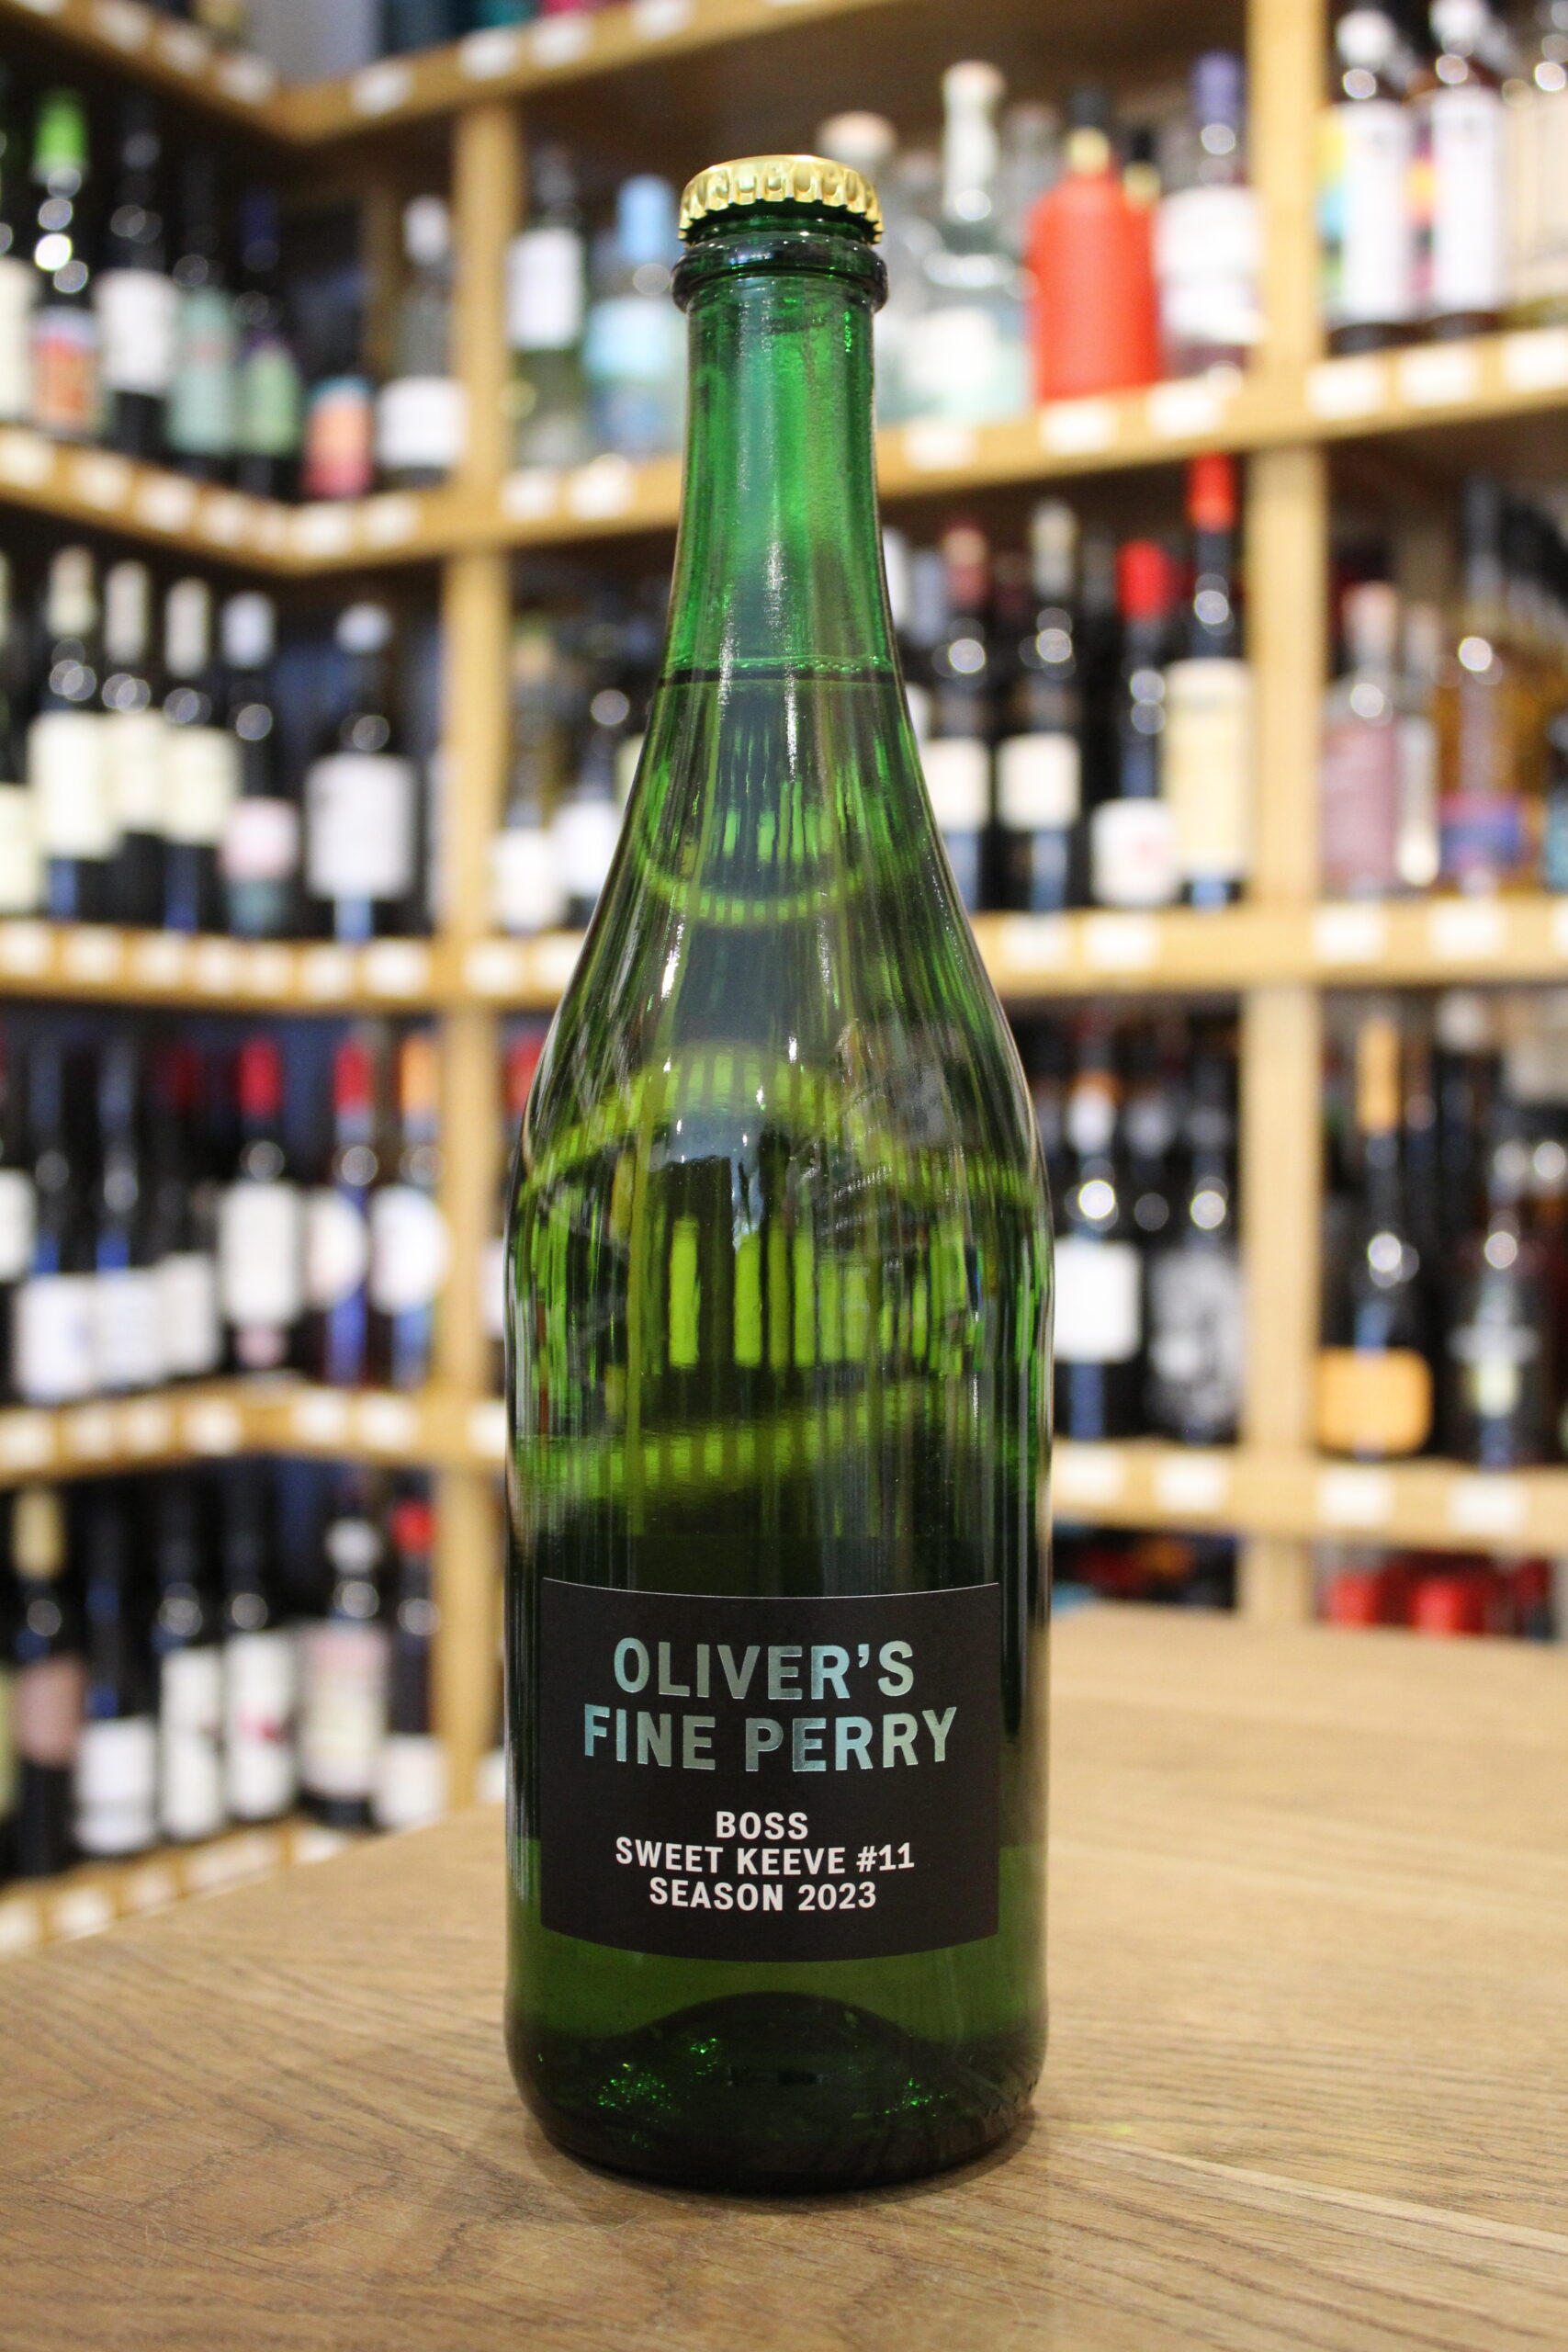 OLIVER'S
FINE PERRY
BOSS
SWEET KEEVE #11
SEASON 2023